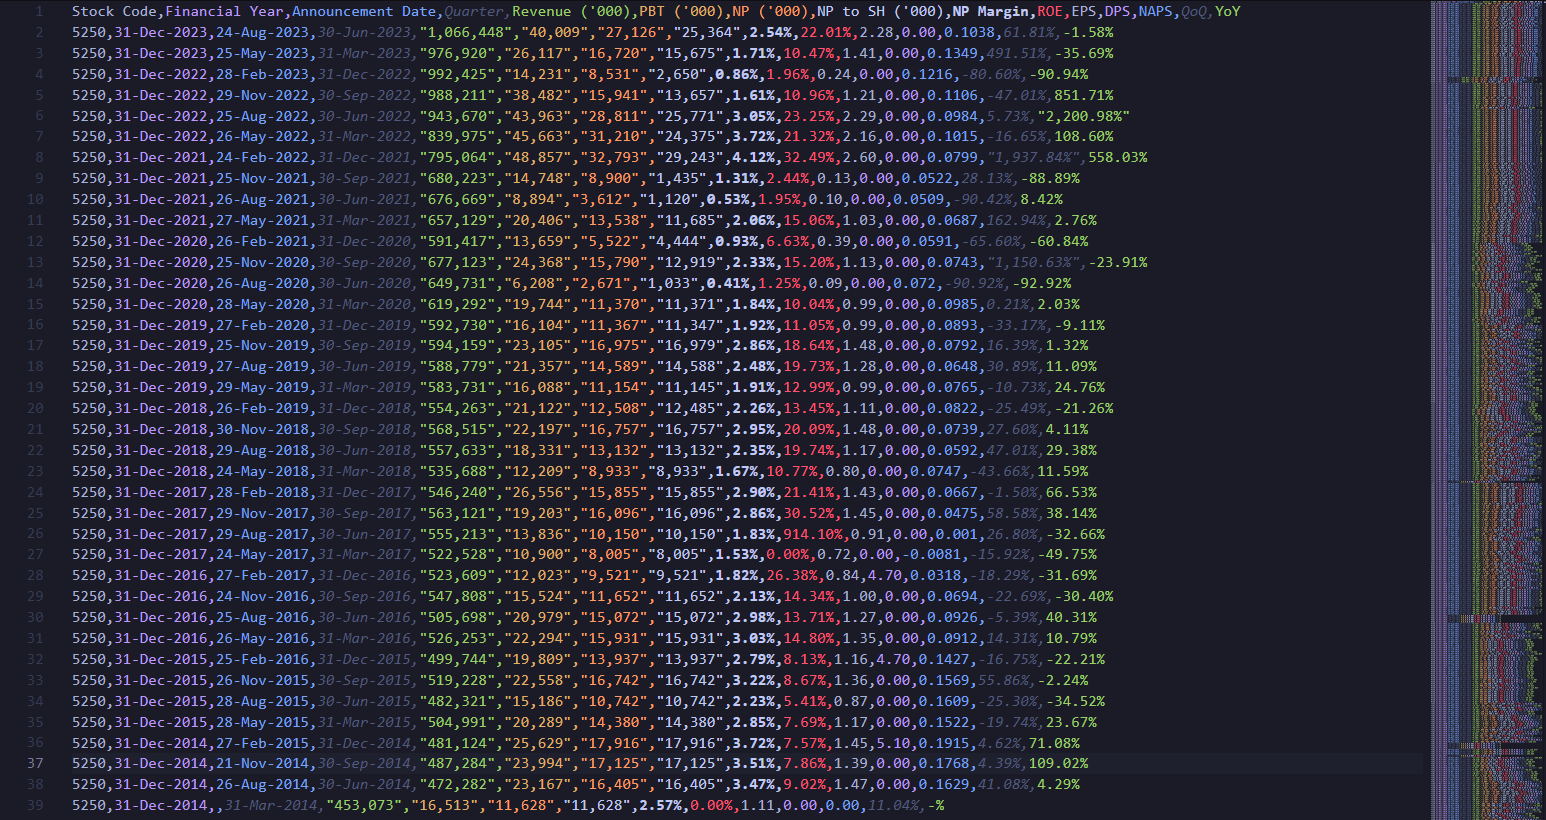 1 Stock Code,Financial Year,Announcement Date,Quarter,Revenue ('000),PBT ('000),NP ('000),NP to SH ('000),NP Margin,ROE,EPS,DPS,NAPS,QoQ,YoY
2 5250,31-Dec-2023,24-Aug-2023,30-Jun-2023,"1,066,448","40,009","27,126","25,364",2.54%,22.01%,2.28,0.00,0.1038,61.81%,-1.58%
3 5250,31-Dec-2023,25-May-2023,31-Mar-2023,"976,920","26,117","16,720","15,675",1.71%,10.47%,1.41,0.00,0.1349,491.51%,-35.69%
4 5250,31-Dec-2022,28-Feb-2023,31-Dec-2022,"992,425","14,231","8,531","2,650",0.86%,1.96%,0.24,0.00,0.1216,-80.60%,-90.94%
5 5250,31-Dec-2022,29-Nov-2022,30-Sep-2022,"988,211","38,482","15,941","13,657",1.61%,10.96%,1.21,0.00,0.1106,-47.01%,851.71%
6 5250,31-Dec-2022,25-Aug-2022,30-Jun-2022,"943,670","43,963","28,811","25,771",3.05%,23.25%,2.29,0.00,0.0984,5.73%,"2,200.98%"
7 5250,31-Dec-2022,26-May-2022,31-Mar-2022,"839,975","45,663","31,210","24,375",3.72%,21.32%,2.16,0.00,0.1015,-16.65%,108.60%
8 5250,31-Dec-2021,24-Feb-2022,31-Dec-2021,"795,064","48,857","32,793","29,243",4.12%,32.49%,2.60,0.00,0.0799,"1,937.84%",558.03%
9 5250,31-Dec-2021,25-Nov-2021,30-Sep-2021,"680,223","14,748","8,900","1,435",1.31%,2.44%,0.13,0.00,0.0522,28.13%,-88.89%
10 5250,31-Dec-2021,26-Aug-2021,30-Jun-2021,"676,669","8,894","3,612","1,120",0.53%,1.95%,0.10,0.00,0.0509,-90.42%,8.42%
11 5250,31-Dec-2021,27-May-2021,31-Mar-2021,"657,129","20,406","13,538","11,685",2.06%,15.06%,1.03,0.00,0.0687,162.94%,2.76%
12 5250,31-Dec-2020,26-Feb-2021,31-Dec-2020,"591,417","13,659","5,522","4,444",0.93%,6.63%,0.39,0.00,0.0591,-65.60%,-60.84%
13 5250,31-Dec-2020,25-Nov-2020,30-Sep-2020,"677,123","24,368","15,790","12,919",2.33%,15.20%,1.13,0.00,0.0743,"1,150.63%",-23.91%
14 5250,31-Dec-2020,26-Aug-2020,30-Jun-2020,"649,731","6,208","2,671","1,033",0.41%,1.25%,0.09,0.00,0.072,-90.92%,-92.92%
15 5250,31-Dec-2020,28-May-2020,31-Mar-2020,"619,292","19,744","11,370","11,371",1.84%,10.04%,0.99,0.00,0.0985,0.21%,2.03%
16 5250,31-Dec-2019,27-Feb-2020,31-Dec-2019,"592,730","16,104","11,367","11,347",1.92%,11.05%,0.99,0.00,0.0893,-33.17%,-9.11%
17 5250,31-Dec-2019,25-Nov-2019,30-Sep-2019,"594,159","23,105","16,975","16,979",2.86%,18.64%,1.48,0.00,0.0792,16.39%,1.32%
18 5250,31-Dec-2019,27-Aug-2019,30-Jun-2019,"588,779","21,357","14,589","14,588",2.48%,19.73%,1.28,0.00,0.0648,30.89%,11.09%
19 5250,31-Dec-2019,29-May-2019,31-Mar-2019,"583,731","16,088","11,154","11,145",1.91%,12.99%,0.99,0.00,0.0765,-10.73%,24.76%
20 5250,31-Dec-2018,26-Feb-2019,31-Dec-2018,"554,263","21,122","12,508","12,485",2.26%,13.45%,1.11,0.00,0.0822,-25.49%,-21.26%
21 5250,31-Dec-2018,30-Nov-2018,30-Sep-2018,"568,515","22,197","16,757","16,757",2.95%,20.09%,1.48,0.00,0.0739,27.60%,4.11%
22 5250,31-Dec-2018,29-Aug-2018,30-Jun-2018,"557,633","18,331","13,132","13,132",2.35%,19.74%,1.17,0.00,0.0592,47.01%,29.38%
23 5250,31-Dec-2018,24-May-2018,31-Mar-2018,"535,688","12,209","8,933","8,933",1.67%,10.77%,0.80,0.00,0.0747,-43.66%,11.59%
24 5250,31-Dec-2017,28-Feb-2018,31-Dec-2017,"546,240","26,556","15,855","15,855",2.90%,21.41%,1.43,0.00,0.0667,-1.50%,66.53%
25 5250,31-Dec-2017,29-Nov-2017,30-Sep-2017,"563,121","19,203","16,096","16,096",2.86%,30.52%,1.45,0.00,0.0475,58.58%,38.14%
26 5250,31-Dec-2017,29-Aug-2017,30-Jun-2017,"555,213","13,836","10,150","10,150",1.83%,914.10%,0.91,0.00,0.001,26.80%,-32.66%
27 5250,31-Dec-2017,24-May-2017,31-Mar-2017,"522,528","10,900","8,005","8,005",1.53%,0.00%,0.72,0.00,-0.0081,-15.92%,-49.75%
28 5250,31-Dec-2016,27-Feb-2017,31-Dec-2016,"523,609","12,023","9,521","9,521",1.82%,26.38%,0.84,4.70,0.0318,-18.29%,-31.69%
29 5250,31-Dec-2016,24-Nov-2016,30-Sep-2016,"547,808","15,524","11,652","11,652",2.13%,14.34%,1.00,0.00,0.0694,-22.69%,-30.40%
30 5250,31-Dec-2016,25-Aug-2016,30-Jun-2016,"505,698","20,979","15,072","15,072",2.98%,13.71%,1.27,0.00,0.0926,-5.39%,40.31%
31 5250,31-Dec-2016,26-May-2016,31-Mar-2016,"526,253","22,294","15,931","15,931",3.03%,14.80%,1.35,0.00,0.0912,14.31%,10.79%
32 5250,31-Dec-2015,25-Feb-2016,31-Dec-2015,"499,744","19,809","13,937","13,937",2.79%,8.13%,1.16,4.70,0.1427,-16.75%,-22.21%
33 5250,31-Dec-2015,26-Nov-2015,30-Sep-2015,"519,228","22,558","16,742","16,742",3.22%,8.67%,1.36,0.00,0.1569,55.86%,-2.24%
34 5250,31-Dec-2015,28-Aug-2015,30-Jun-2015,"482,321","15,186","10,742","10,742",2.23%,5.41%,0.87,0.00,0.1609,-25.30%,-34.52%
35 5250,31-Dec-2015,28-May-2015,31-Mar-2015,"504,991","20,289","14,380","14,380",2.85%,7.69%,1.17,0.00,0.1522,-19.74%,23.67%
36 5250,31-Dec-2014,27-Feb-2015,31-Dec-2014,"481,124","25,629","17,916","17,916",3.72%,7.57%,1.45,5.10,0.1915,4.62%,71.08%
37 5250,31-Dec-2014,21-Nov-2014,30-Sep-2014,"487,284","23,994","17,125","17,125",3.51%,7.86%,1.39,0.00,0.1768,4.39%,109.02%
38 5250,31-Dec-2014,26-Aug-2014,30-Jun-2014,"472,282","23,167","16,405","16,405",3.47%,9.02%,1.47,0.00,0.1629,41.08%,4.29%
39 5250,31-Dec-2014,,31-Mar-2014,"453,073","16,513","11,628","11,628",2.57%,0.00%,1.11,0.00,0.00,11.04%,-%